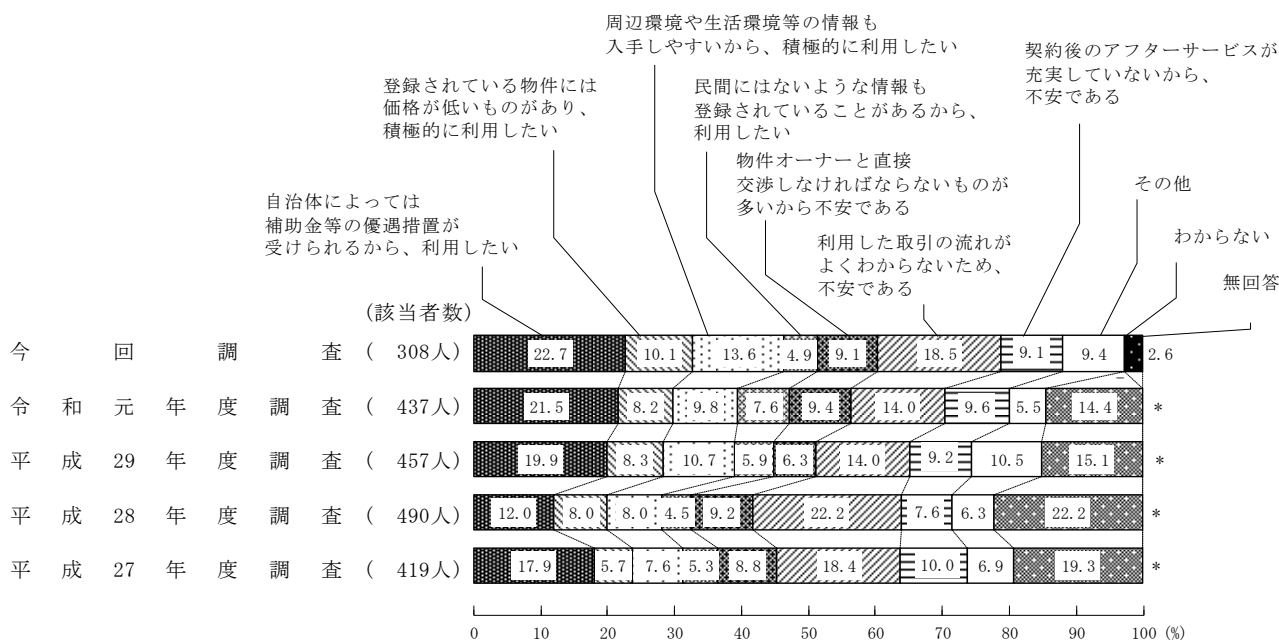 周辺環境や生活環境等の情報も
入手しやすいから、積極的に利用したい
契約後のアフターサービスが
充実していないから、
不安である
登録されている物件には
価格が低いものがあり、
積極的に利用したい
民間にはないような情報も
登録されていることがあるから、
利用したい
物件オーナーと直接
交渉しなければならないものが
多いから不安である
その他
自治体によっては
補助金等の優遇措置が
受けられるから、利用したい
利用した取引の流れが
よくわからないため、
不安である
わからない
無回答
(該当者数)
今回調査 ( 308人) 22.7 10.1 13.6 4.9 9.1 18.5 9.1 9.4 2.6
−
令和元年度調査 ( 437人) 21.5 8.2 9.8 7.6 9.4 14.0 9.6 5.5 14.4 *
平成29年度調査 ( 457人) 19.9 8.3 10.7 5.9 6.3 14.0 9.2 10.5 15.1 *
平成28年度調査 ( 490人) 12.0 8.0 8.0 4.5 9.2 22.2 7.6 6.3 22.2 *
平成27年度調査 ( 419人) 17.9 5.7 7.6 5.3 8.8 18.4 10.0 6.9 19.3 *
0 10 20 30 40 50 60 70 80 90 100 (%)